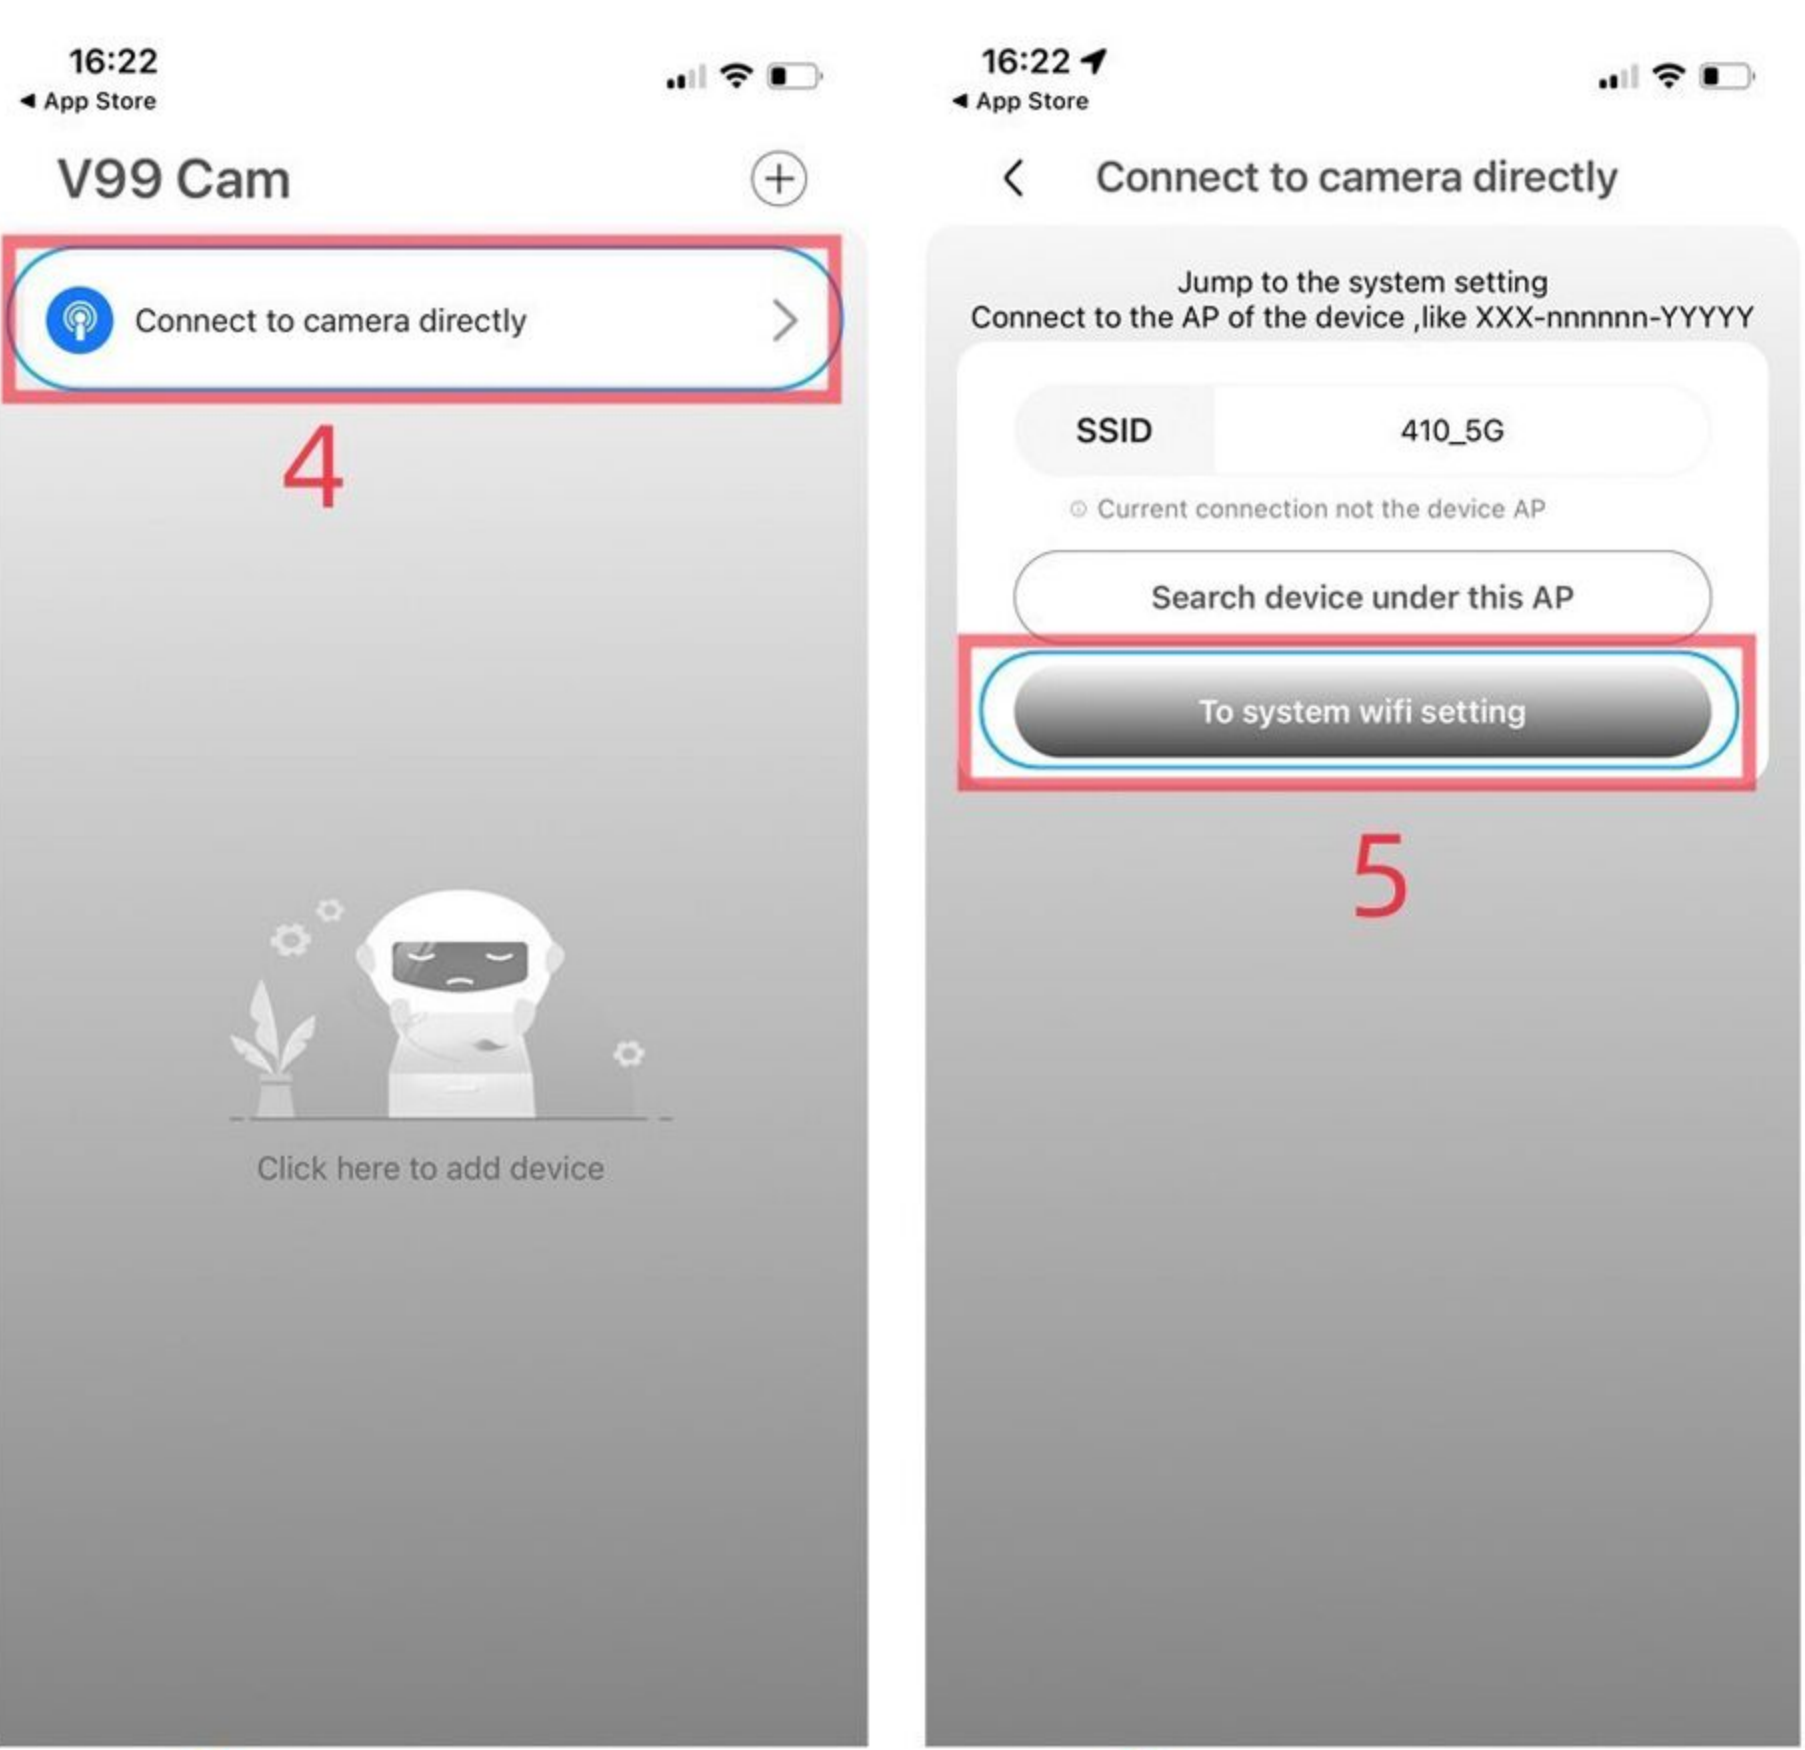 16:22
◀ App Store
V99 Cam
Connect to camera directly
4
Click here to add device
16:22
◀ App Store
Connect to camera directly
Jump to the system setting
Connect to the AP of the device ,like XXX-nnnnnn-YYYYY
SSID
410_5G
Current connection not the device AP
Search device under this AP
To system wifi setting
5